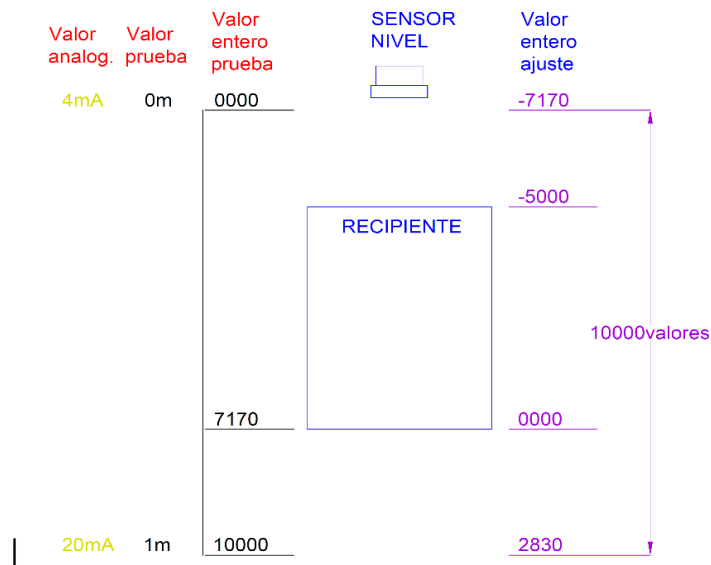 Valor analog.
Valor prueba
Valor entero prueba
SENSOR NIVEL
Valor entero ajuste
4mA
0m
0000
-7170
-5000
RECIPIENTE
10000valores
7170
0000
20mA
1m
10000
2830